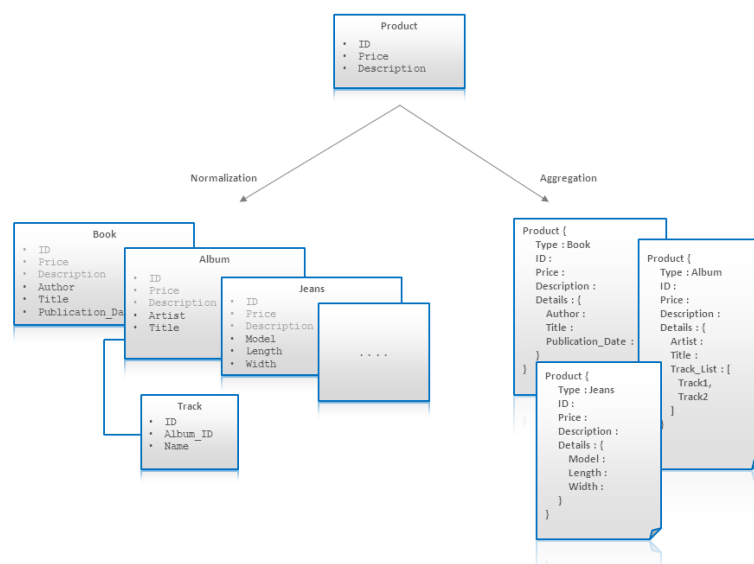 Product
• ID
• Price
• Description
Normalization
Aggregation
Book
• ID
• Price
• Description
• Author
• Title
• Publication_Da
Album
• ID
• Price
• Description
• Artist
• Title
Jeans
• ID
• Price
• Description
• Model
• Length
• Width
. . . .
Track
• ID
• Album_ID
• Name
Product {
Type : Book
ID :
Price :
Description :
Details : {
Author :
Title :
Publication_Date :
}
}
Product {
Type : Album
ID :
Price :
Description :
Details : {
Artist :
Title :
Track_List : [
Track1,
Track2
]
}
Product {
Type : Jeans
ID :
Price :
Description :
Details : {
Model :
Length :
Width :
}
}